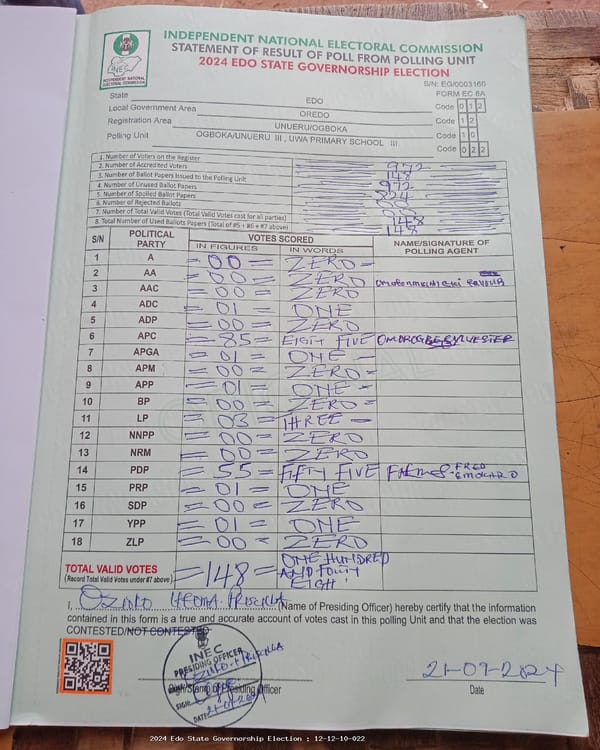 INDEPENDENT NATIONAL ELECTORAL COMMISSION
STATEMENT OF RESULT OF POLL FROM POLLING UNIT
2024 EDO STATE GOVERNORSHIP ELECTION
INEC
INDEPENDENT NATIONAL ELECTORAL COMMISSION
S/N: EG/0003160
FORM EC 8A
State EDO Code 0 1 2
Local Government Area OREDO Code 1 2
Registration Area UNUERU/OGBOKA Code 1 0
Polling Unit OGBOKA/UNUERU III , UWA PRIMARY SCHOOL III Code 0 2 2
1. Number of Voters on the Register 972
2. Number of Accredited Voters 148
3. Number of Ballot Papers Issued to the Polling Unit 972
4. Number of Unused Ballot Papers 824
5. Number of Spoiled Ballot Papers 00
6. Number of Rejected Ballots 00
7. Number of Total Valid Votes (Total Valid Votes cast for all parties) 148
8. Total Number of Used Ballot Papers (Total of #5 + #6 + #7 above) 148
S/N POLITICAL PARTY VOTES SCORED NAME/SIGNATURE OF POLLING AGENT
IN FIGURES IN WORDS
1 A =00= ZERO=
2 AA =00= ZERO
3 AAC =00= ZERO
4 ADC =01= ONE
5 ADP =00= ZERO
6 APC =85= EIGHT FIVE
7 APGA =01= ONE
8 APM =00= ZERO=
9 APP =01= ONE=
10 BP =00= ZERO=
11 LP =03= THREE=
12 NNPP =00= ZERO
13 NRM =00= ZERO
14 PDP =55= FIFTY FIVE FRED
15 PRP =01= ONE
16 SDP =00= ZERO
17 YPP =01= ONE
18 ZLP =00= ZERO
TOTAL VALID VOTES =148= ONE HUNDRED
(Record Total Valid Votes under #7 above) AND FOUTY
EIGH
I, PRISCILLA (Name of Presiding Officer) hereby certify that the information
contained in this form is a true and accurate account of votes cast in this polling Unit and that the election was
CONTESTED/NOT CONTESTED
INEC
PRESIDING OFFICER
PRISCILLA
SIGN
DATE 21-09-2024
Sign/Stamp of Presiding Officer
21-09-2024
Date
2024 Edo State Governorship Election : 12-12-10-022